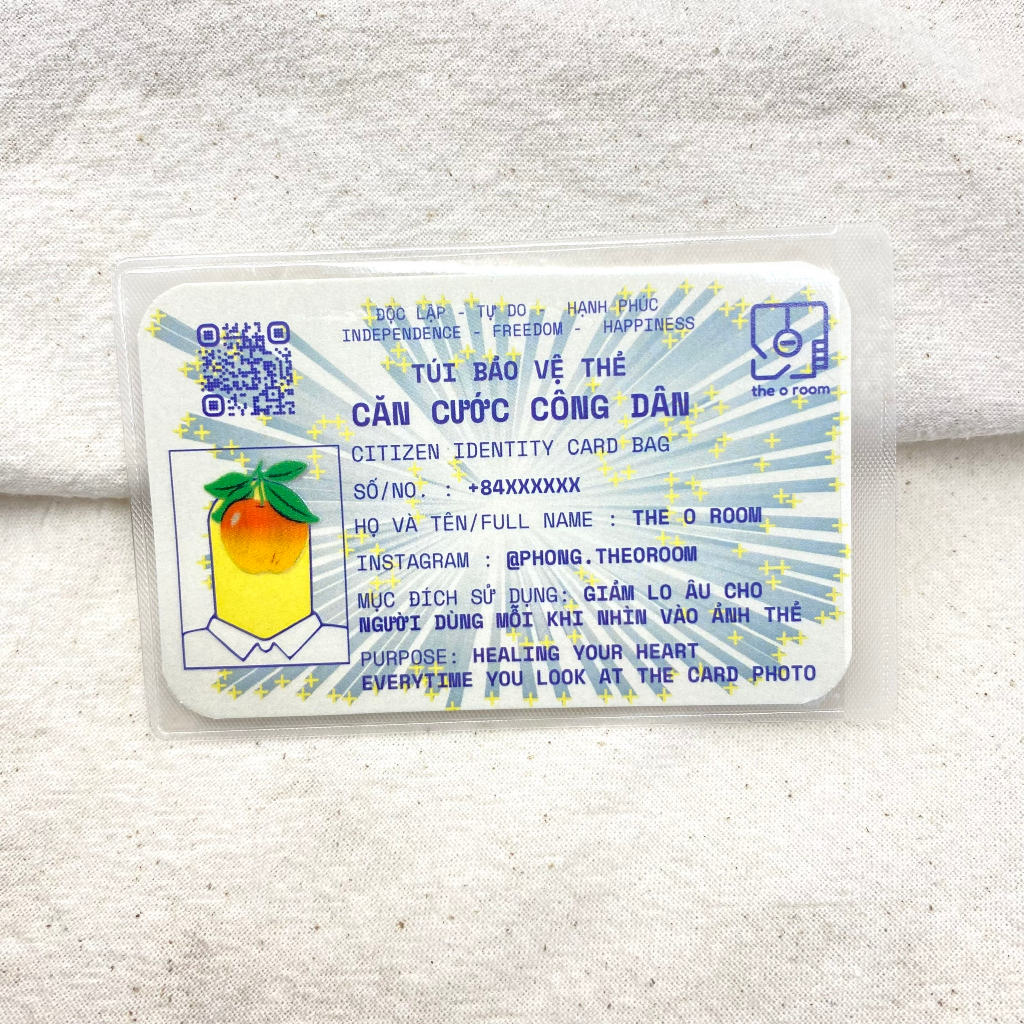 ĐỘC LẬP - TỰ DO - HẠNH PHÚC
INDEPENDENCE - FREEDOM - HAPPINESS
the o room
TÚI BẢO VỆ THẺ
CĂN CƯỚC CÔNG DÂN
CITIZEN IDENTITY CARD BAG
SỐ/NO. : +84XXXXXX
HỌ VÀ TÊN/FULL NAME : THE O ROOM
INSTAGRAM : @PHONG.THEOROOM
MỤC ĐÍCH SỬ DỤNG: GIẢM LO ÂU CHO
NGƯỜI DÙNG MỖI KHI NHÌN VÀO ẢNH THẺ
PURPOSE: HEALING YOUR HEART
EVERYTIME YOU LOOK AT THE CARD PHOTO